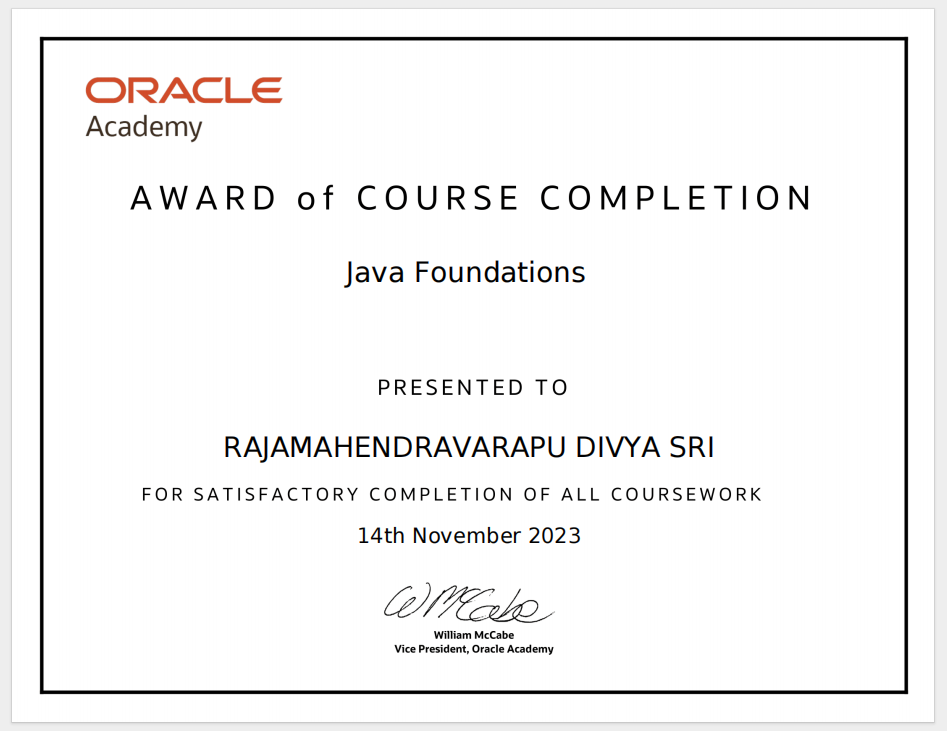 ORACLE
Academy
AWARD of COURSE COMPLETION
Java Foundations
PRESENTED TO
RAJAMAHENDRAVARAPU DIVYA SRI
FOR SATISFACTORY COMPLETION OF ALL COURSEWORK
14th November 2023
W McCabe
William McCabe
Vice President, Oracle Academy